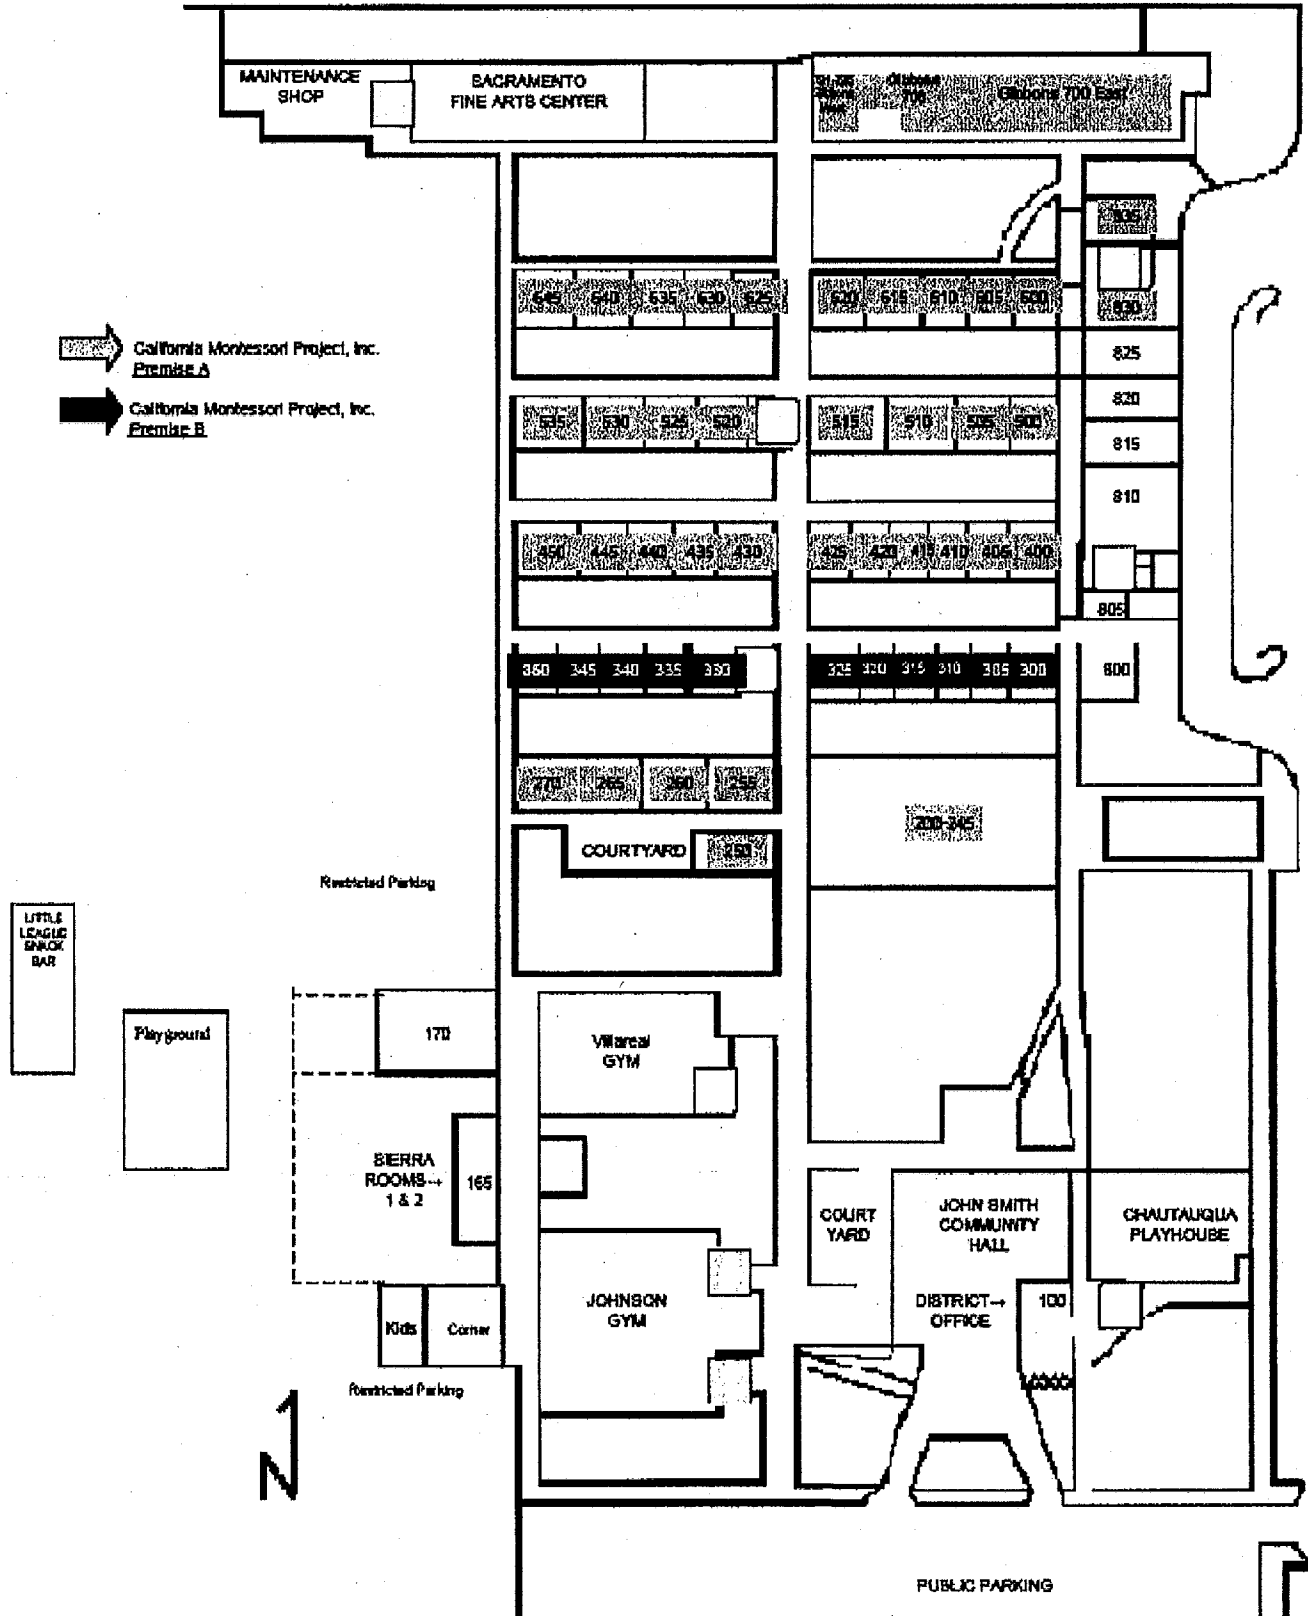 MAINTENANCE
SHOP
SACRAMENTO
FINE ARTS CENTER
Gibbons
Gibbons 700 East
835
645 640 635 630 625
620 615 610 605 600
830
California Montessori Project, Inc.
Premise A
825
California Montessori Project, Inc.
Premise B
820
535 530 525 520
515 510 505 500
815
810
450 445 440 435 430
425 420 415 410 405 400
805
360 345 340 335 330
325 320 315 310 305 300
800
270 265 260 255
200-245
COURTYARD
250
Restricted Parking
LITTLE
LEAGUE
SNACK
BAR
Playground
170
Villareal
GYM
SIERRA
ROOMS→
1 & 2
165
COURT
YARD
JOHN SMITH
COMMUNITY
HALL
CHAUTAUQUA
PLAYHOUSE
JOHNSON
GYM
DISTRICT→
OFFICE
100
Kids
Corner
Restricted Parking
N
PUBLIC PARKING